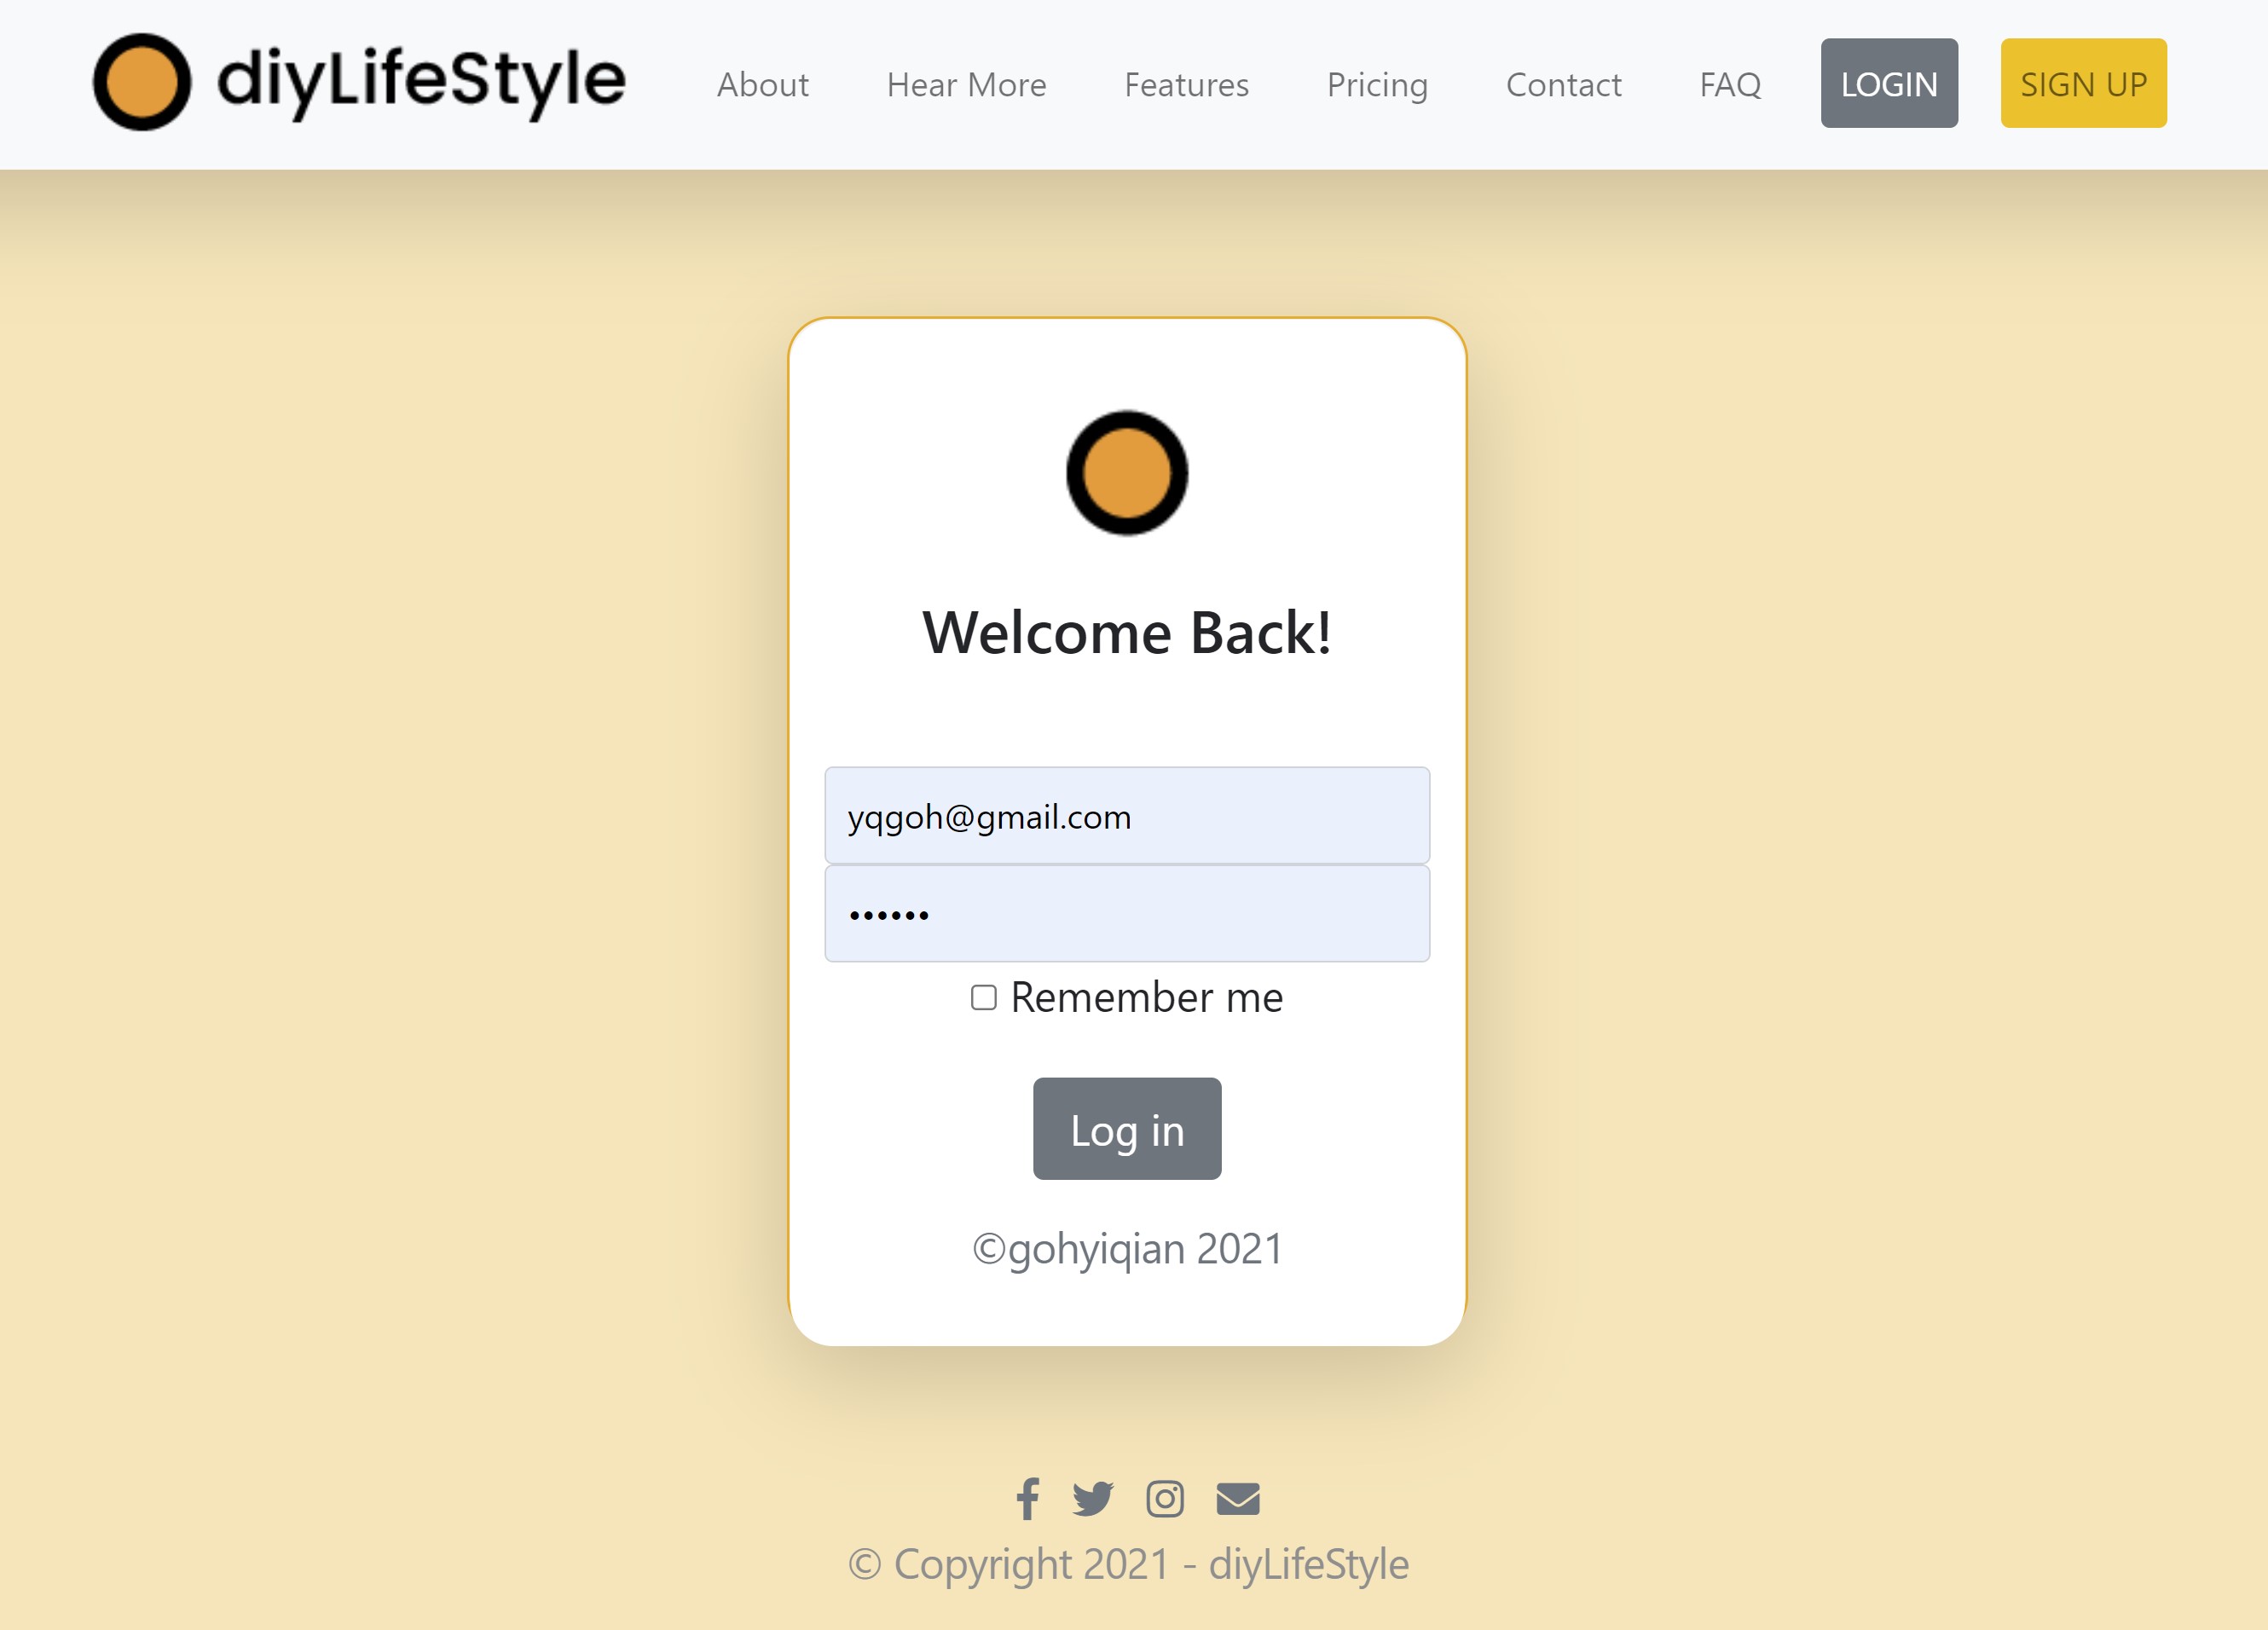 diyLifeStyle About Hear More Features Pricing Contact FAQ LOGIN SIGN UP
Welcome Back!
yqgoh@gmail.com
••••••
Remember me
Log in
©gohyiqian 2021
© Copyright 2021 - diyLifeStyle